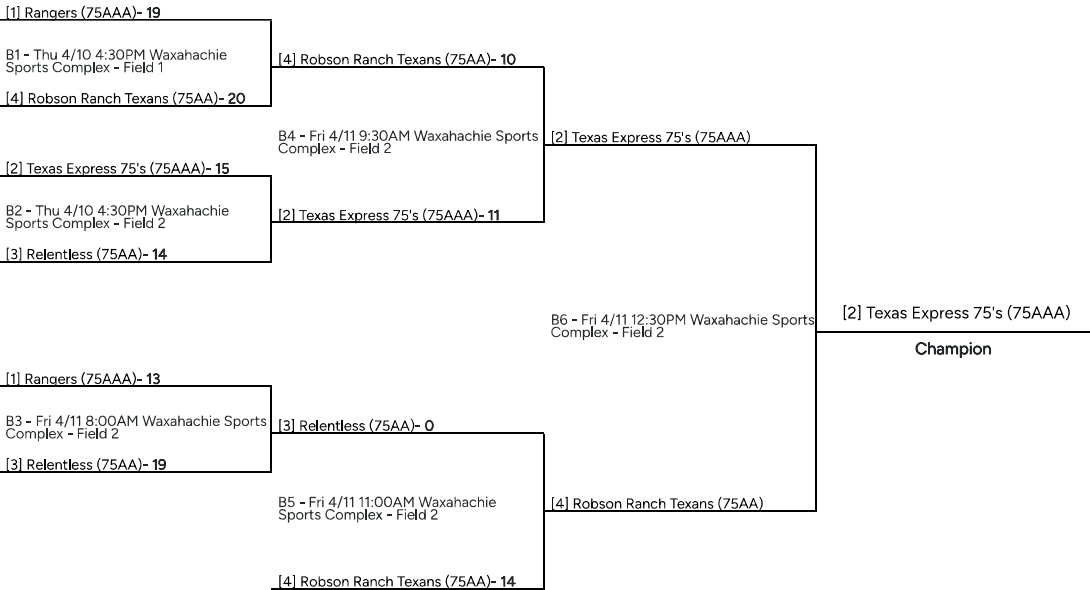 [1] Rangers (75AAA)- 19
B1 - Thu 4/10 4:30PM Waxahachie
Sports Complex - Field 1
[4] Robson Ranch Texans (75AA)- 20
[4] Robson Ranch Texans (75AA)- 10
B4 - Fri 4/11 9:30AM Waxahachie Sports
Complex - Field 2
[2] Texas Express 75's (75AAA)- 15
B2 - Thu 4/10 4:30PM Waxahachie
Sports Complex - Field 2
[3] Relentless (75AA)- 14
[2] Texas Express 75's (75AAA)- 11
[2] Texas Express 75's (75AAA)
B6 - Fri 4/11 12:30PM Waxahachie Sports
Complex - Field 2
[2] Texas Express 75's (75AAA)
Champion
[1] Rangers (75AAA)- 13
B3 - Fri 4/11 8:00AM Waxahachie Sports
Complex - Field 2
[3] Relentless (75AA)- 19
[3] Relentless (75AA)- 0
B5 - Fri 4/11 11:00AM Waxahachie
Sports Complex - Field 2
[4] Robson Ranch Texans (75AA)- 14
[4] Robson Ranch Texans (75AA)